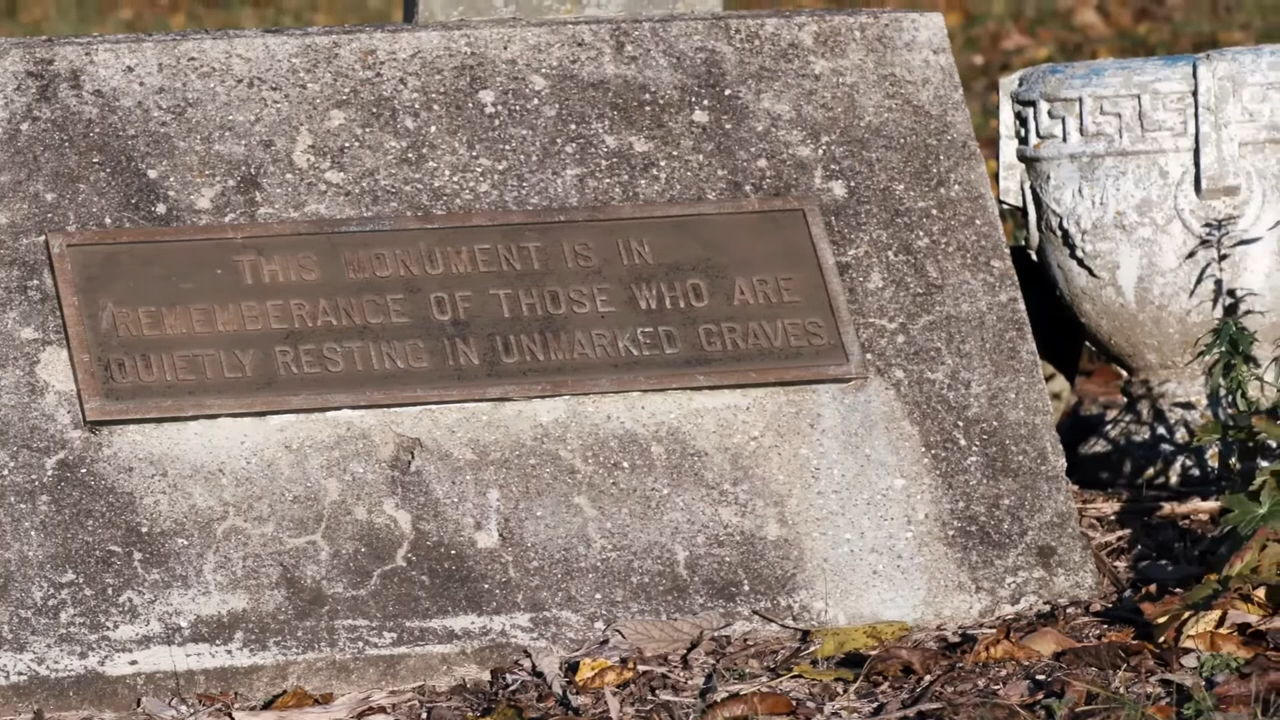 THIS MONUMENT IS IN
REMEMBERANCE OF THOSE WHO ARE
QUIETLY RESTING IN UNMARKED GRAVES.